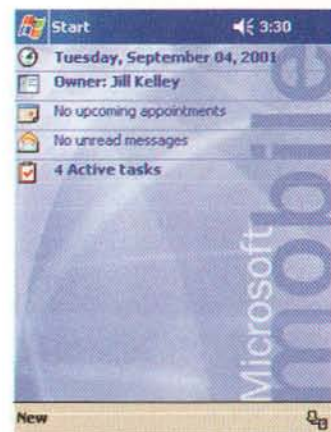 Start 3:30
Tuesday, September 04, 2001
Owner: Jill Kelley
No upcoming appointments
No unread messages
4 Active tasks
Microsoft
mobile
New